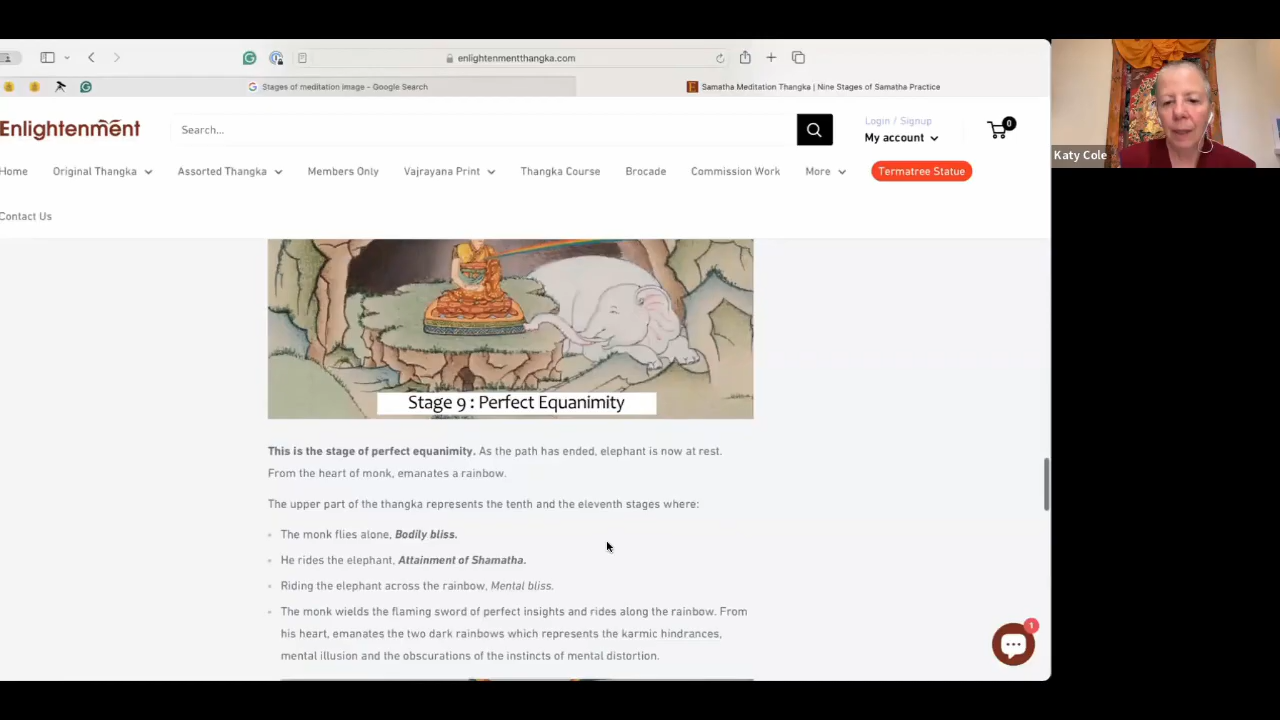 enlightenmentthangka.com
Stages of meditation image - Google Search
Samatha Meditation Thangka | Nine Stages of Samatha Practice
Enlightenment
Search...
Login / Signup
My account
0
Home
Original Thangka
Assorted Thangka
Members Only
Vajrayana Print
Thangka Course
Brocade
Commission Work
More
Termatree Statue
Contact Us
Katy Cole
Stage 9 : Perfect Equanimity
This is the stage of perfect equanimity. As the path has ended, elephant is now at rest.
From the heart of monk, emanates a rainbow.
The upper part of the thangka represents the tenth and the eleventh stages where:
The monk flies alone, Bodily bliss.
He rides the elephant, Attainment of Shamatha.
Riding the elephant across the rainbow, Mental bliss.
The monk wields the flaming sword of perfect insights and rides along the rainbow. From
his heart, emanates the two dark rainbows which represents the karmic hindrances,
mental illusion and the obscurations of the instincts of mental distortion.
1